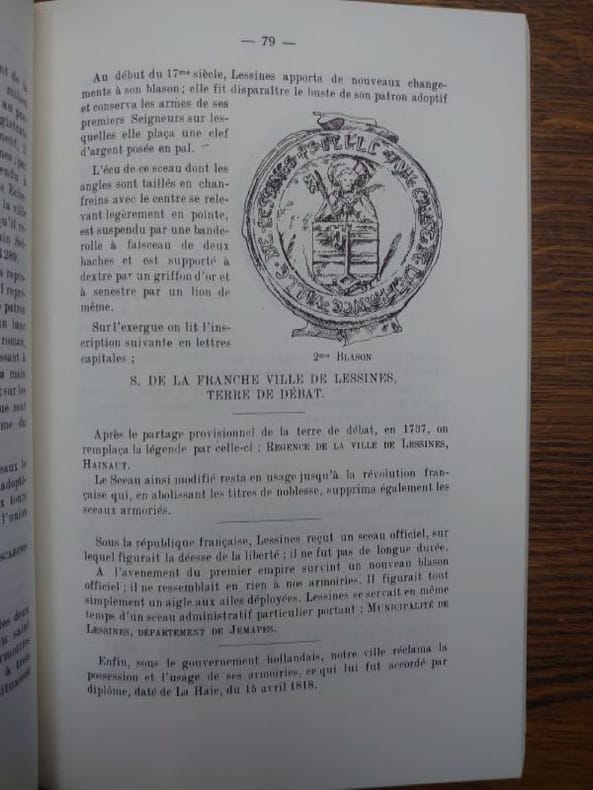 — 79 —
Au début du 17me siècle, Lessines apporta de nouveaux change-
ments à son blason; elle fit disparaître le buste de son patron adoptif
et conserva les armes de ses
premiers Seigneurs sur les-
quelles elle plaça une clef
d'argent posée en pal.
L'écu de ce sceau dont les
angles sont taillés en chan-
freins avec le centre se rele-
vant legèrement en pointe,
est suspendu par une bande-
rolle à faisceau de deux
haches et est supporté à
dextre par un griffon d'or et
à senestre par un lion de
même.
Sur l'exergue on lit l'ins-
cription suivante en lettres
capitales ;
2me BLASON
S. DE LA FRANCHE VILLE DE LESSINES,
TERRE DE DÉBAT.
Après le partage provisionnel de la terre de débat, en 1737, on
remplaça la légende par celle-ci : REGENCE DE LA VILLE DE LESSINES,
HAINAUT.
Le Sceau ainsi modifié resta en usage jusqu'à la révolution fran-
çaise qui, en abolissant les titres de noblesse, supprima également les
sceaux armoriés.
Sous la république française, Lessines reçut un sceau officiel, sur
lequel figurait la déesse de la liberté ; il ne fut pas de longue durée.
A l'avenement du premier empire survint un nouveau blason
officiel ; il ne ressemblait en rien à nos armoiries. Il figurait tout
simplement un aigle aux ailes déployées. Lessines se servait en même
temps d'un sceau administratif particulier portant ; MUNICIPALITÉ DE
LESSINES, DÉPARTEMENT DE JEMAPES.
Enfin, sous le gouvernement hollandais, notre ville réclama la
possession et l'usage de ses armoiries, ce qui lui fut accordé par
diplôme, daté de La Haie, du 15 avril 1818.